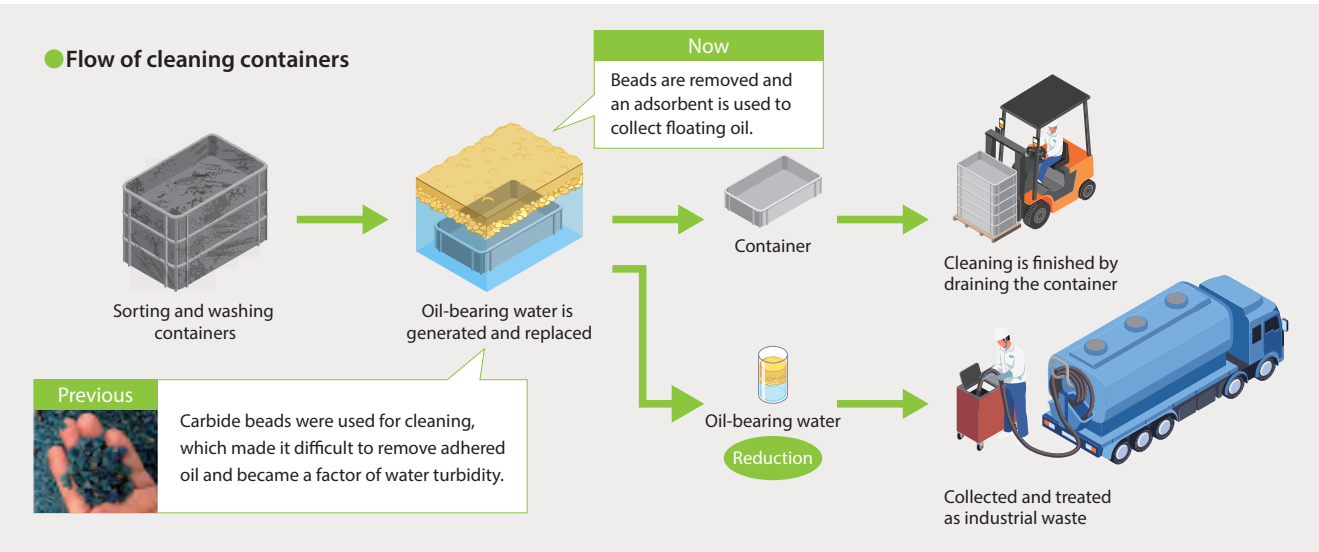 Flow of cleaning containers
Now
Beads are removed and
an adsorbent is used to
collect floating oil.
Sorting and washing
containers
Oil-bearing water is
generated and replaced
Container
Cleaning is finished by
draining the container
Previous
Carbide beads were used for cleaning,
which made it difficult to remove adhered
oil and became a factor of water turbidity.
Oil-bearing water
Reduction
Collected and treated
as industrial waste